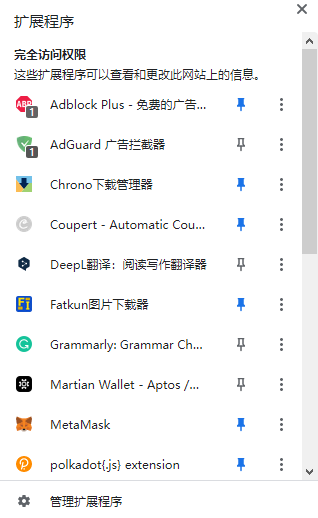 扩展程序
完全访问权限
这些扩展程序可以查看和更改此网站上的信息。
ABP
1
Adblock Plus - 免费的广告...
1
AdGuard 广告拦截器
Chrono下载管理器
Coupert - Automatic Cou...
DeepL翻译：阅读写作翻译器
Fatkun图片下载器
Grammarly: Grammar Ch...
Martian Wallet - Aptos /...
MetaMask
polkadot{.js} extension
管理扩展程序